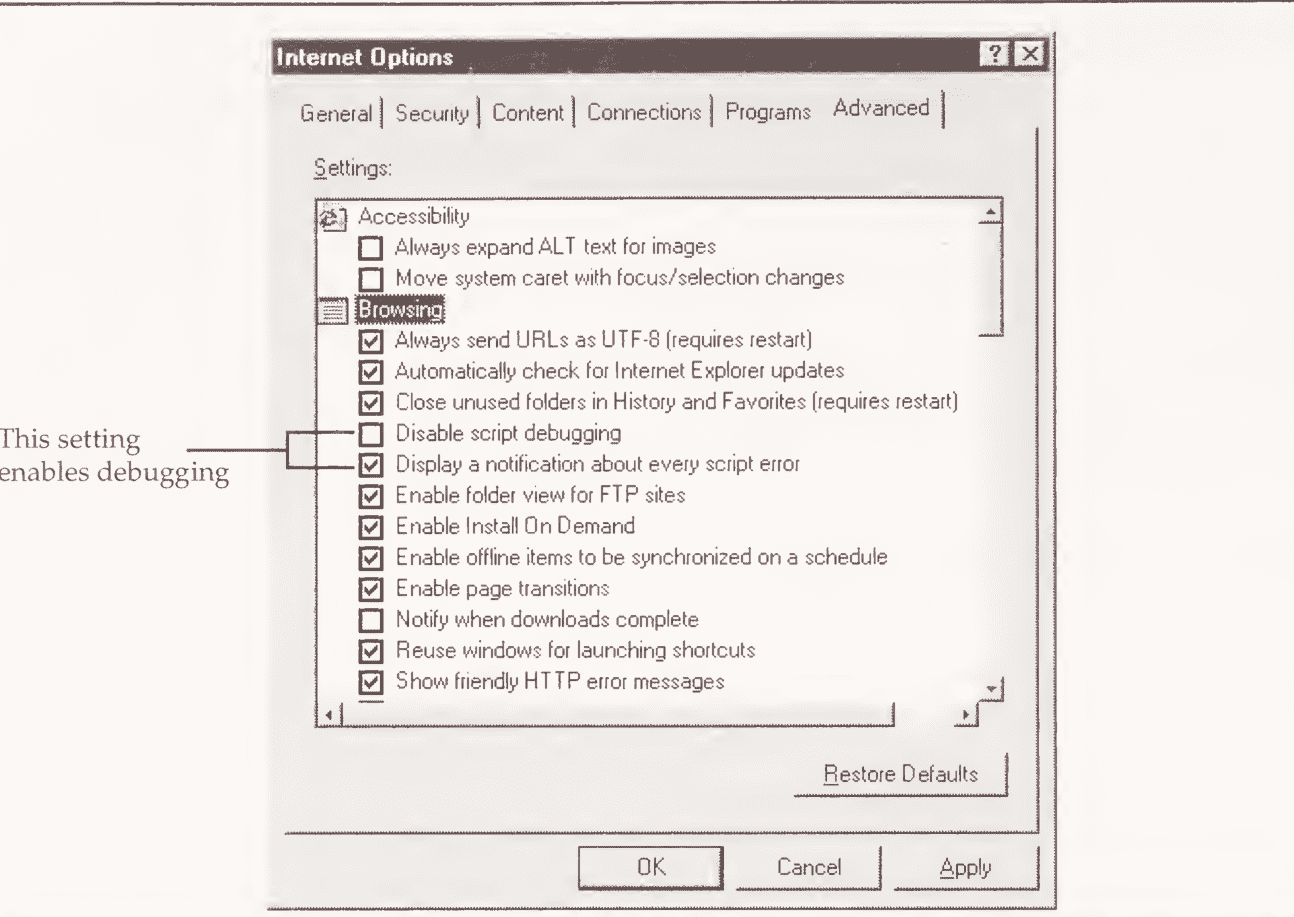 Internet Options
General Security Content Connections Programs Advanced
Settings:
Accessibility
Always expand ALT text for images
Move system caret with focus/selection changes
Browsing
Always send URLs as UTF-8 (requires restart)
Automatically check for Internet Explorer updates
Close unused folders in History and Favorites (requires restart)
Disable script debugging
Display a notification about every script error
Enable folder view for FTP sites
Enable Install On Demand
Enable offline items to be synchronized on a schedule
Enable page transitions
Notify when downloads complete
Reuse windows for launching shortcuts
Show friendly HTTP error messages
This setting
enables debugging
Restore Defaults
OK Cancel Apply